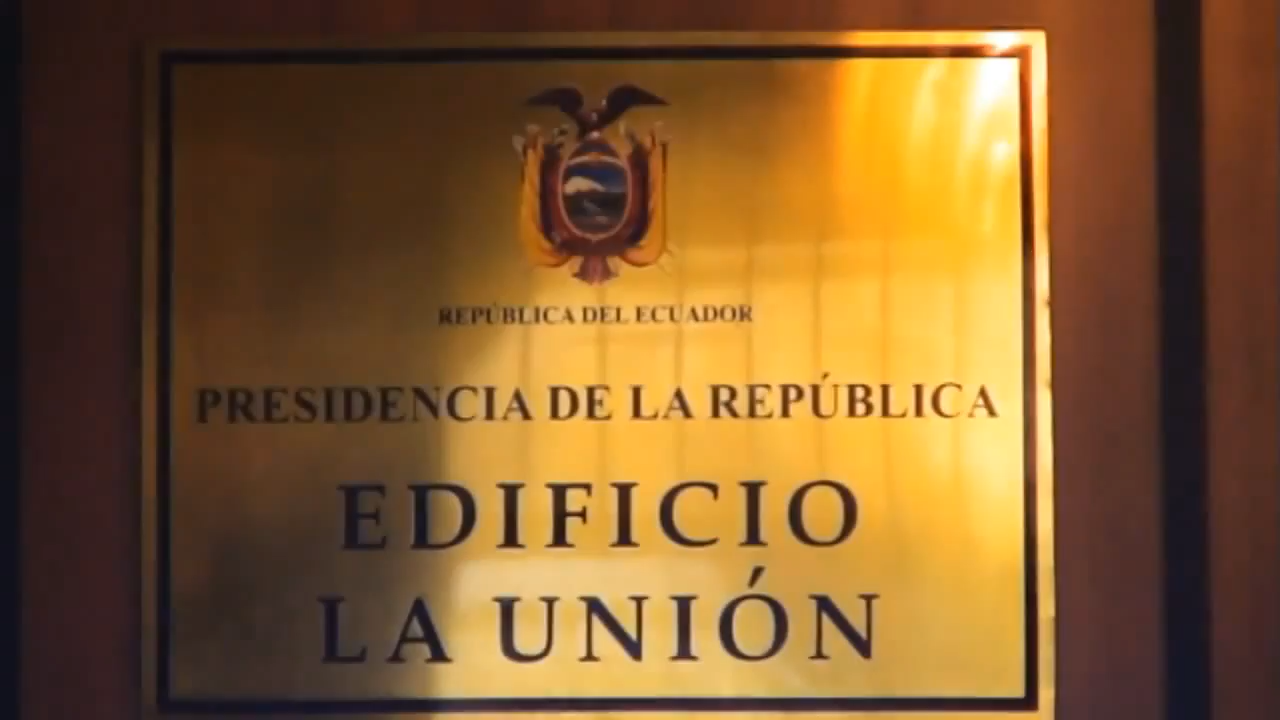 REPÚBLICA DEL ECUADOR
PRESIDENCIA DE LA REPÚBLICA
EDIFICIO
LA UNIÓN